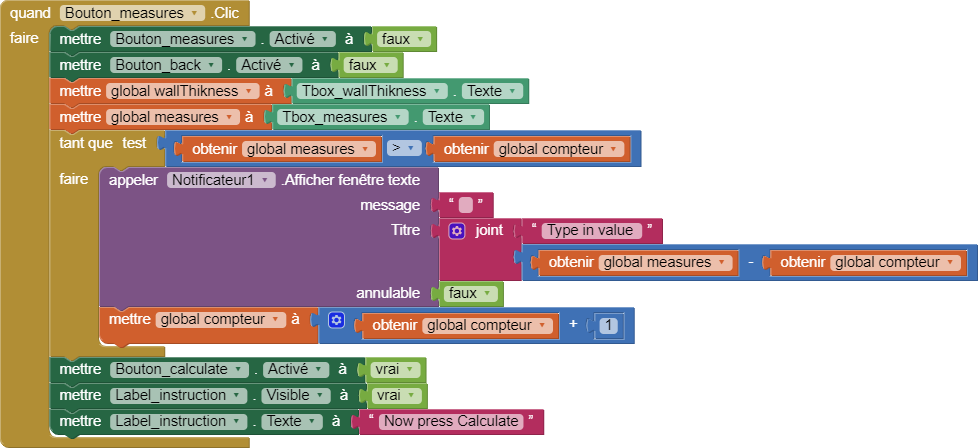 quand Bouton_measures .Clic
faire mettre Bouton_measures . Activé à faux
mettre Bouton_back . Activé à faux
mettre global wallThikness à Tbox_wallThikness . Texte
mettre global measures à Tbox_measures . Texte
tant que test obtenir global measures > obtenir global compteur
faire appeler Notificateur1 .Afficher fenêtre texte
message “ ”
Titre joint “ Type in value ”
obtenir global measures - obtenir global compteur
annulable faux
mettre global compteur à obtenir global compteur + 1
mettre Bouton_calculate . Activé à vrai
mettre Label_instruction . Visible à vrai
mettre Label_instruction . Texte à “ Now press Calculate ”